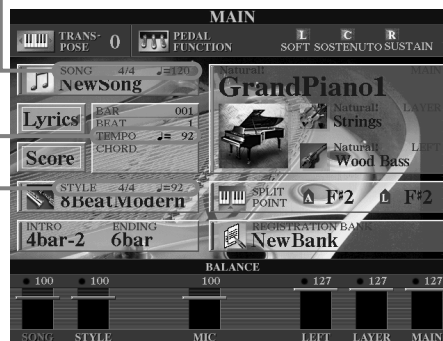 MAIN
TRANS-
POSE 0
PEDAL
FUNCTION
L C R
SOFT SOSTENUTO SUSTAIN
SONG 4/4 ♩=120
NewSong
Lyrics
BAR 001
BEAT 1
TEMPO ♩= 92
CHORD
Score
STYLE 4/4 ♩=92
8BeatModern
INTRO ENDING
4bar-2 6bar
Natural! MAIN
GrandPiano1
Natural! LAYER
Strings
Natural! LEFT
Wood Bass
SPLIT
POINT A F♯2 L F♯2
REGISTRATION BANK
NewBank
BALANCE
100 100 100 127 127 127
SONG STYLE MIC LEFT LAYER MAIN